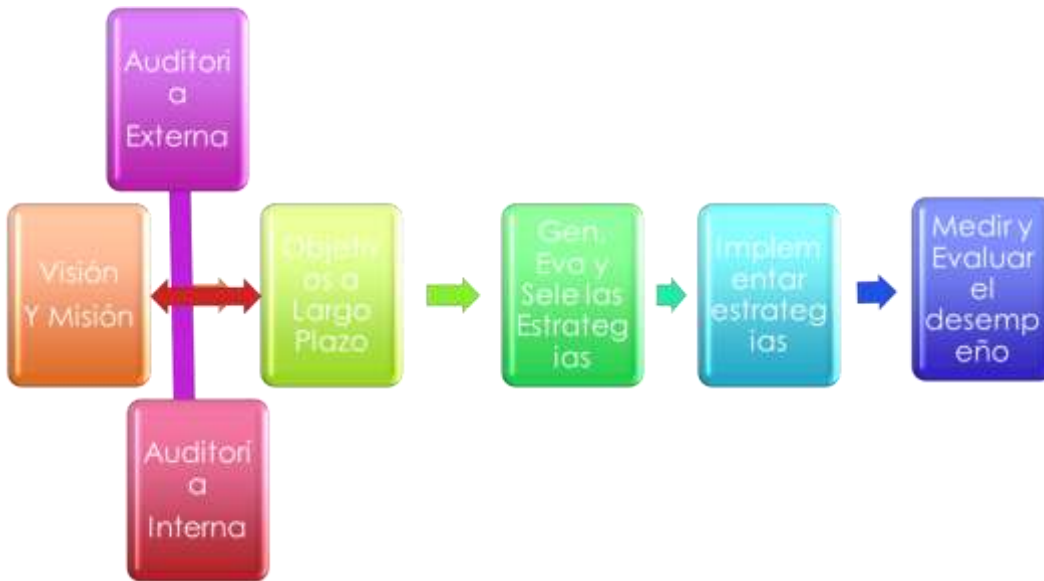 Auditori
a
Externa
Visión
Y Misión
Objetiv
os a
Largo
Plazo
Gen,
Eva y
Sele las
Estrateg
ias
Implem
entar
estrateg
ias
Medir y
Evaluar
el
desemp
eño
Auditori
a
Interna